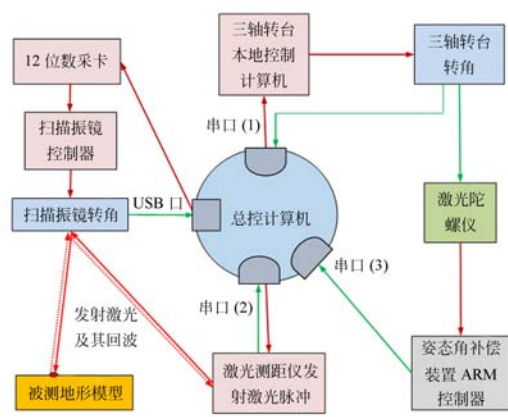 12 位数采卡
扫描振镜
控制器
扫描振镜转角
USB 口
被测地形模型
发射激光
及其回波
三轴转台
本地控制
计算机
串口 (1)
总控计算机
串口 (2)
串口 (3)
激光测距仪发
射激光脉冲
三轴转台
转角
激光陀
螺仪
姿态角补偿
装置 ARM
控制器